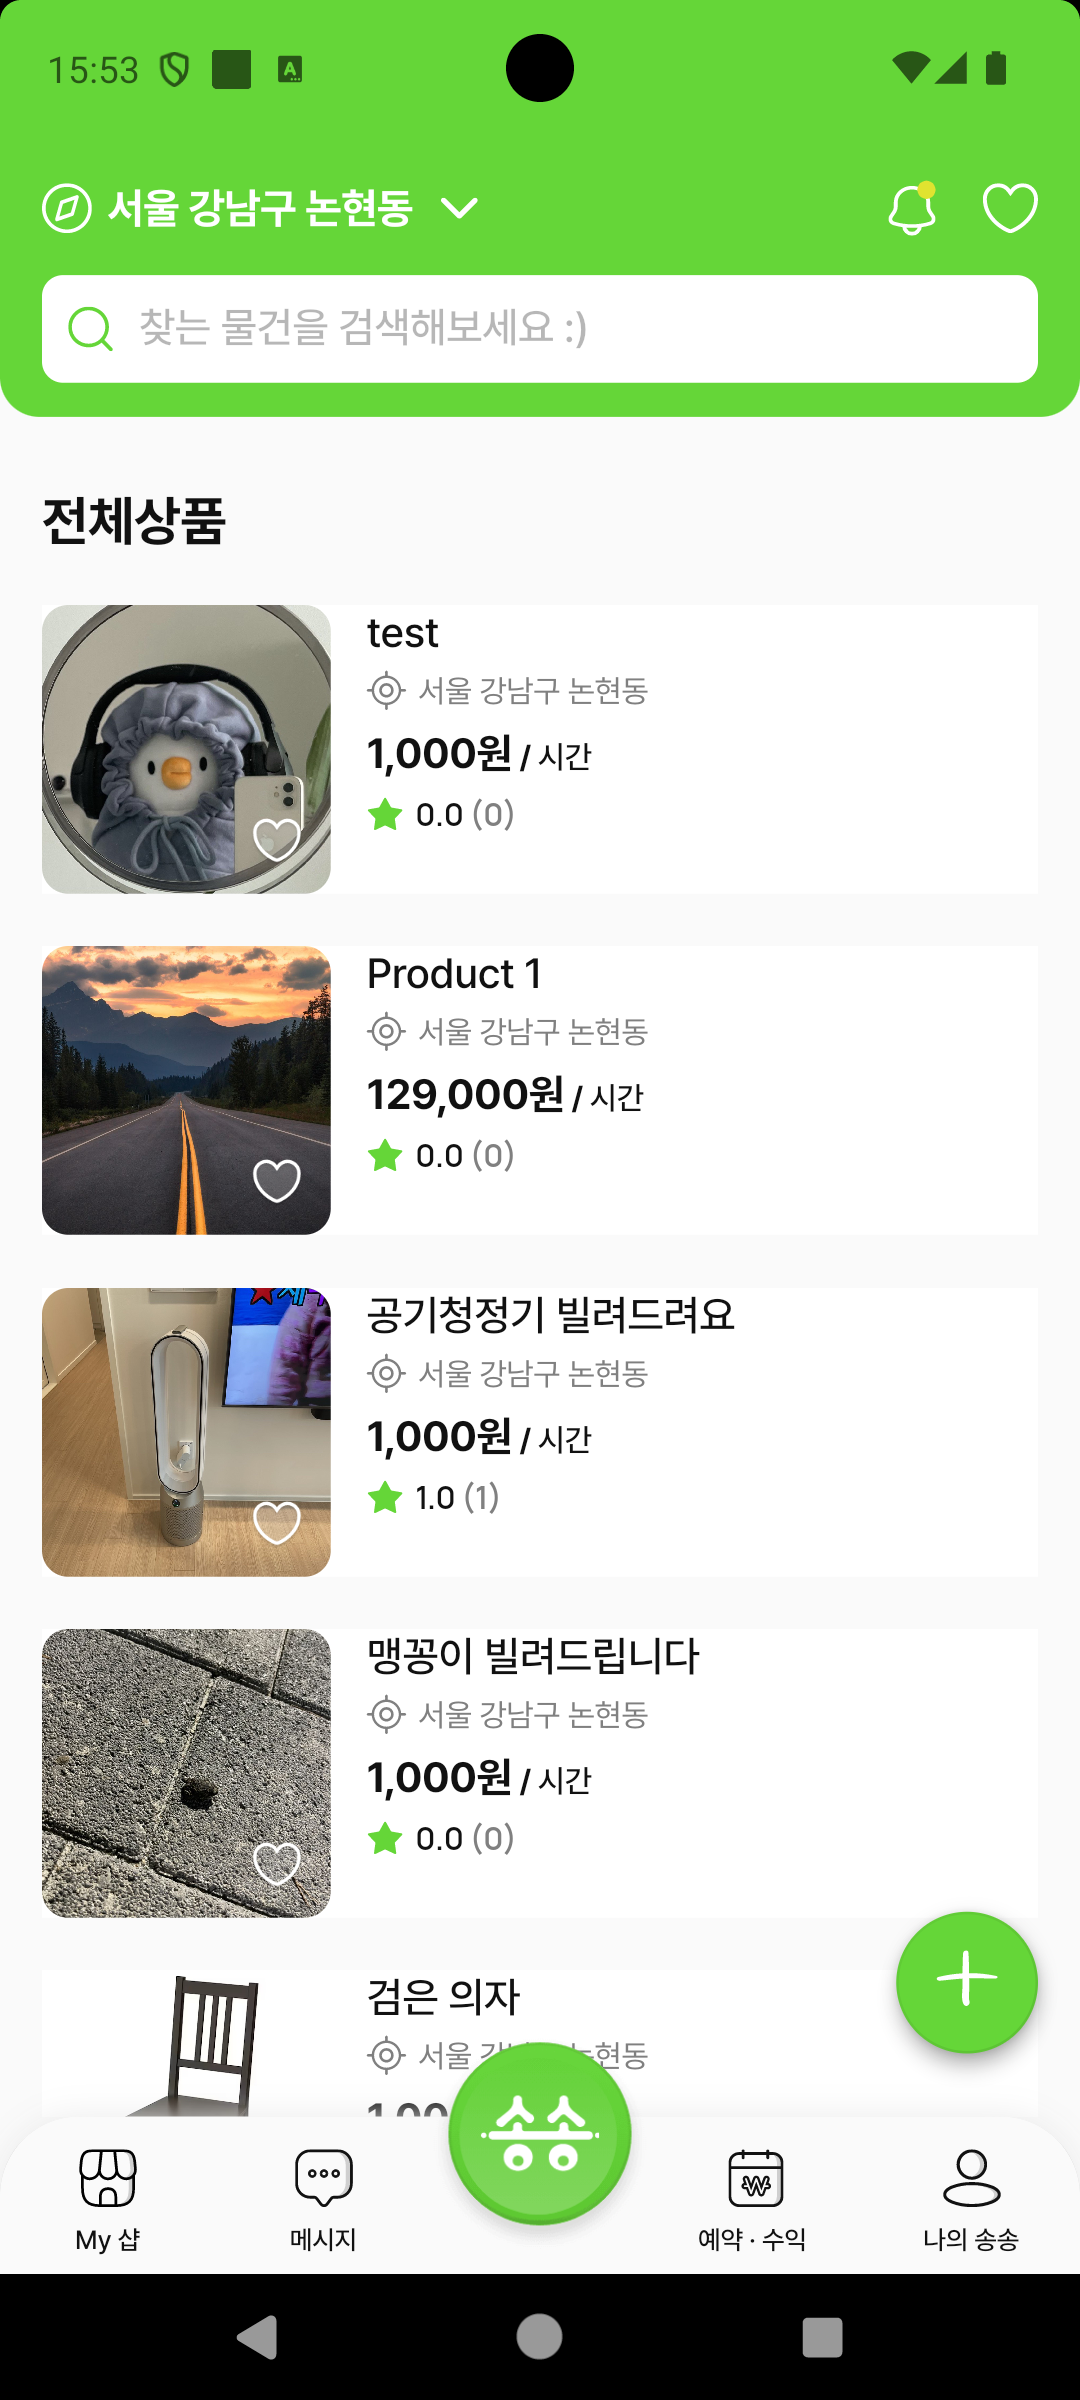 15:53
서울 강남구 논현동
찾는 물건을 검색해보세요 :)
전체상품
test
서울 강남구 논현동
1,000원 / 시간
0.0 (0)
Product 1
서울 강남구 논현동
129,000원 / 시간
0.0 (0)
공기청정기 빌려드려요
서울 강남구 논현동
1,000원 / 시간
1.0 (1)
맹꽁이 빌려드립니다
서울 강남구 논현동
1,000원 / 시간
0.0 (0)
검은 의자
서울
현동
송송
My 샵
메시지
예약 · 수익
나의 송송